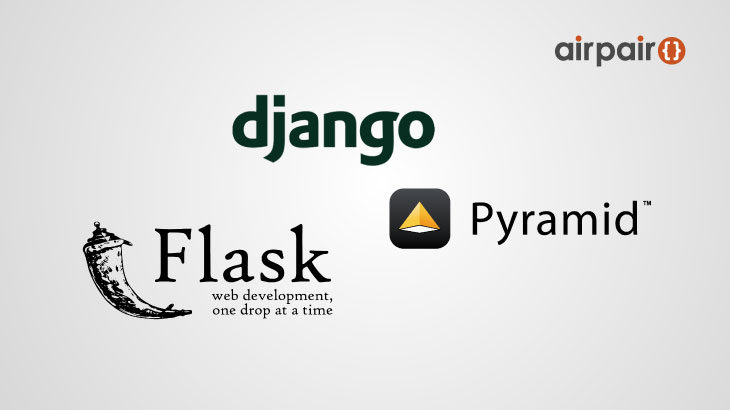 airpair{}
django
Pyramid™
Flask
web development,
one drop at a time